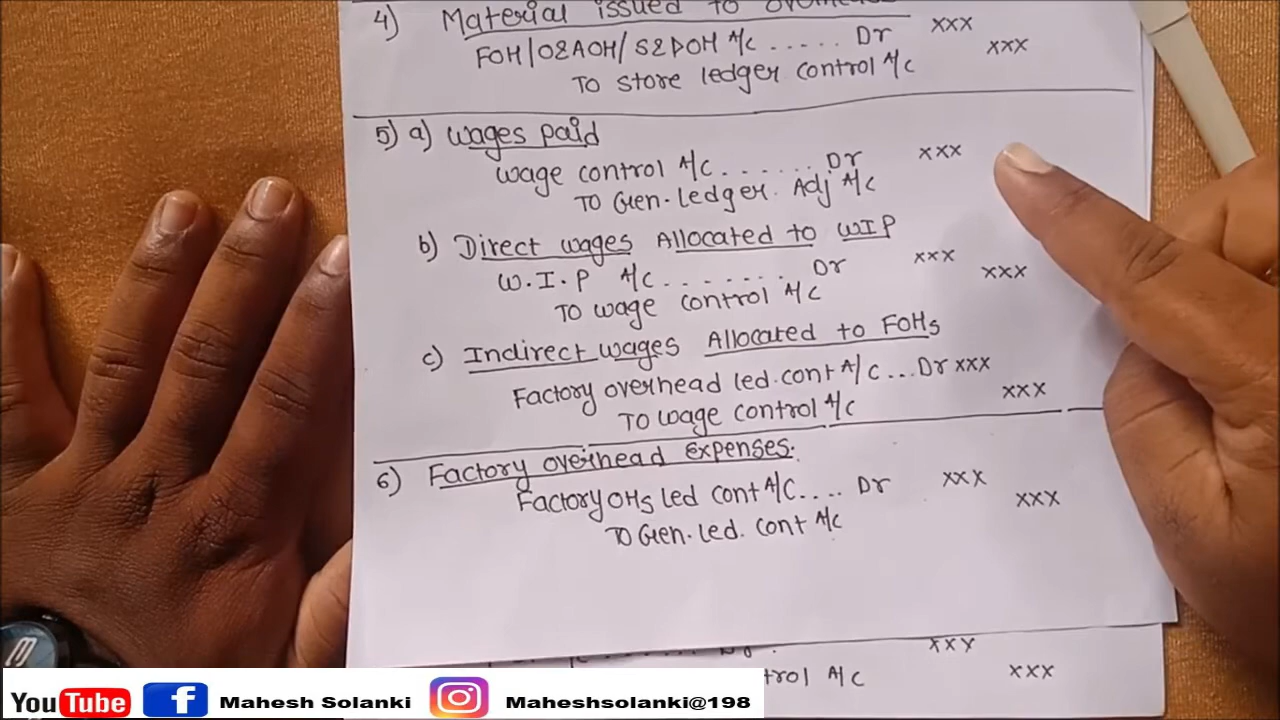 4) Material issued to
FOH/O&AOH/S&DOH A/c ..... Dr xxx
To store ledger control A/c xxx
5) a) wages paid
wage control A/c ....... Dr xxx
To Gen. Ledger. Adj A/c
b) Direct wages Allocated to WIP
W.I.P A/c ....... Dr xxx
To wage control A/c xxx
c) Indirect wages Allocated to FOHs
Factory overhead led. cont A/c ... Dr xxx
To wage control A/c xxx
6) Factory overhead expenses.
Factory OHs led cont A/c.... Dr xxx
To Gen. led. cont A/c xxx
xxx
A/c xxx
YouTube Mahesh Solanki Maheshsolanki@198